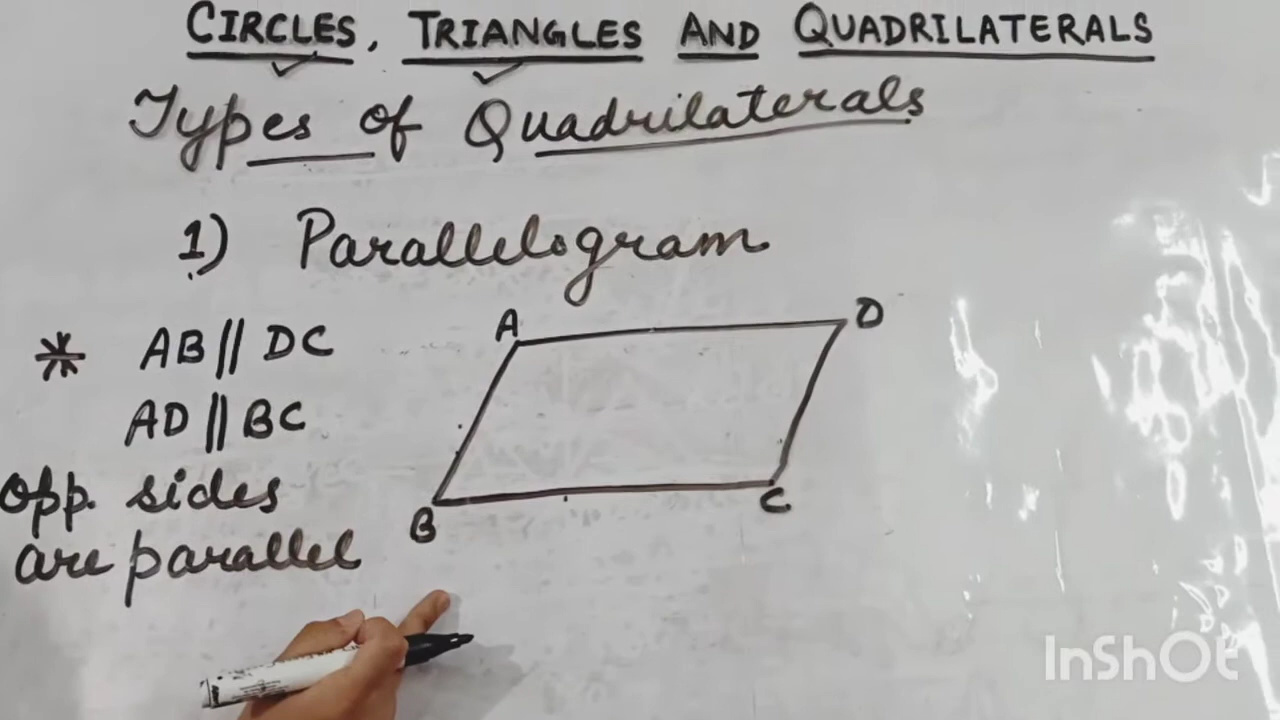 CIRCLES, TRIANGLES AND QUADRILATERALS
Types of Quadrilaterals
1) Parallelogram
* AB || DC
AD || BC
opp. sides
are parallel
A
D
B
C
InShOt